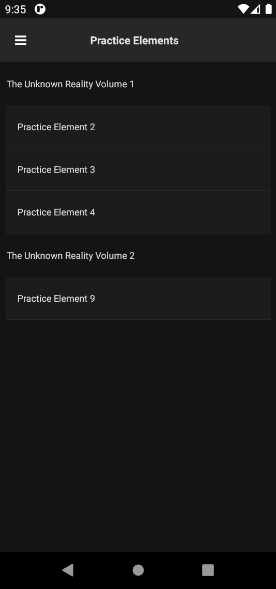 9:35
Practice Elements
The Unknown Reality Volume 1
Practice Element 2
Practice Element 3
Practice Element 4
The Unknown Reality Volume 2
Practice Element 9